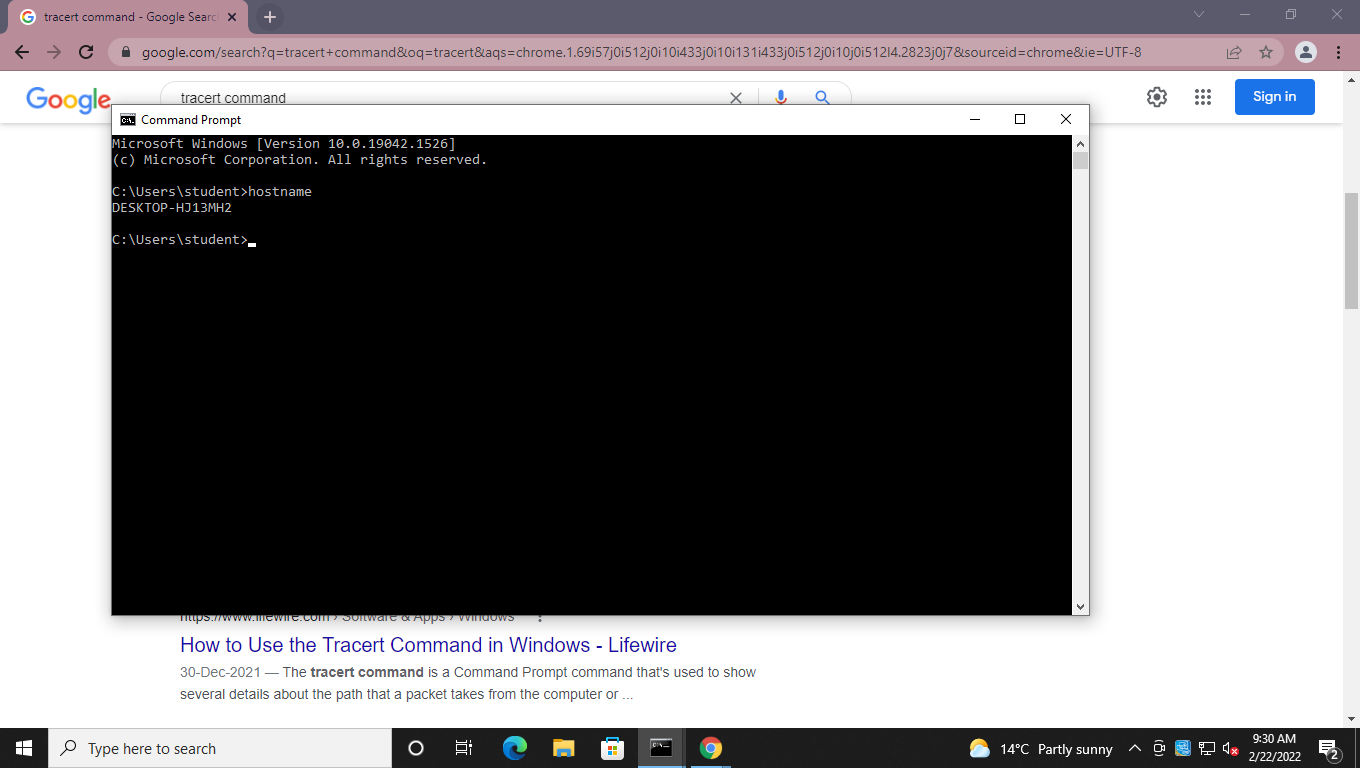 tracert command - Google Searc
google.com/search?q=tracert+command&oq=tracert&aqs=chrome.1.69i57j0i512j0i10i433j0i10i131i433j0i512j0i10j0i512l4.2823j0j7&sourceid=chrome&ie=UTF-8
Google
tracert command
Sign in
Command Prompt
Microsoft Windows [Version 10.0.19042.1526]
(c) Microsoft Corporation. All rights reserved.
C:\Users\student>hostname
DESKTOP-HJ13MH2
C:\Users\student>
https://www.lifewire.com › Software & Apps › Windows
How to Use the Tracert Command in Windows - Lifewire
30-Dec-2021 — The tracert command is a Command Prompt command that's used to show
several details about the path that a packet takes from the computer or ...
Type here to search
14°C Partly sunny
9:30 AM
2/22/2022
2